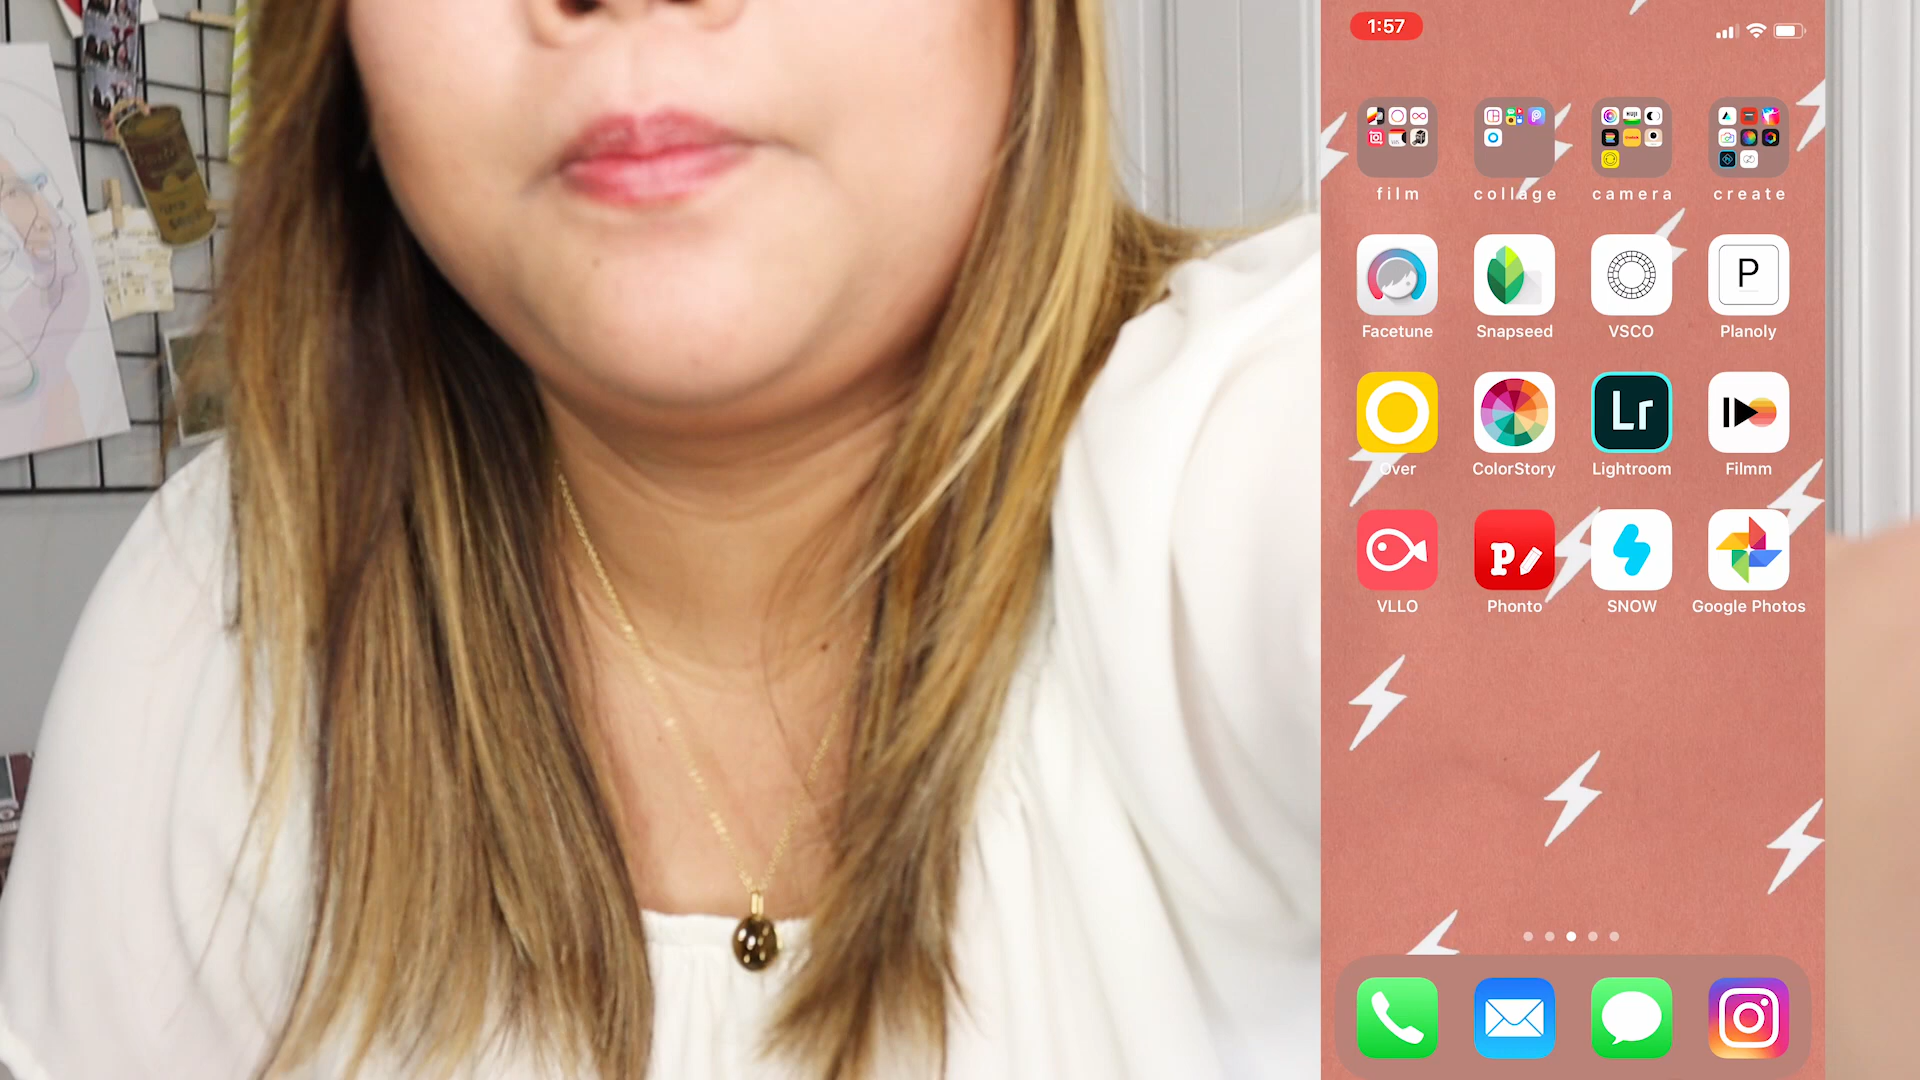 1:57
film
collage
camera
create
Facetune
Snapseed
VSCO
P
Planoly
Over
ColorStory
Lr
Lightroom
Filmm
VLLO
P
Phonto
SNOW
Google Photos